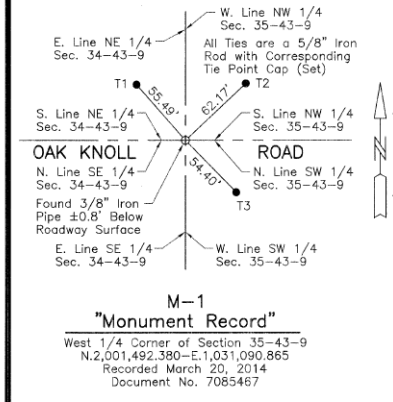 W. Line NW 1/4
Sec. 35-43-9
E. Line NE 1/4
Sec. 34-43-9
All Ties are a 5/8" Iron
Rod with Corresponding
Tie Point Cap (Set)
T1
T2
55.49'
62.17'
S. Line NE 1/4
Sec. 34-43-9
S. Line NW 1/4
Sec. 35-43-9
N
OAK KNOLL ROAD
N. Line SE 1/4
Sec. 34-43-9
N. Line SW 1/4
Sec. 35-43-9
54.40'
Found 3/8" Iron
Pipe ±0.8' Below
Roadway Surface
T3
E. Line SE 1/4
Sec. 34-43-9
W. Line SW 1/4
Sec. 35-43-9
M-1
"Monument Record"
West 1/4 Corner of Section 35-43-9
N.2,001,492.380-E.1,031,090.865
Recorded March 20, 2014
Document No. 7085467